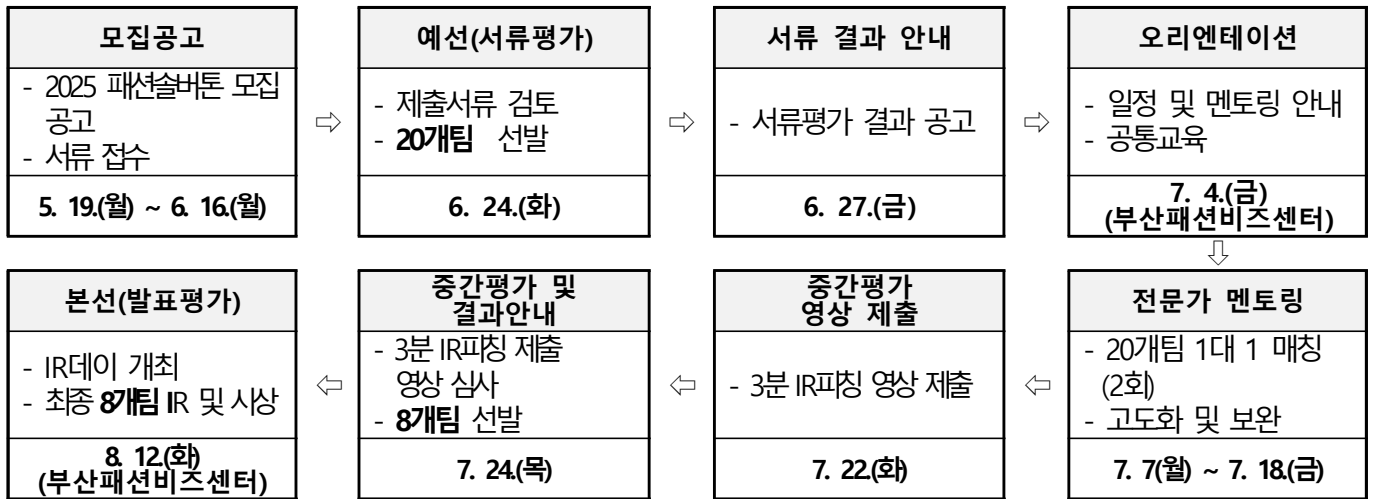 모집공고
- 2025 패션솔버톤 모집
공고
- 서류 접수
5. 19.(월) ~ 6. 16.(월)
⇨
예선(서류평가)
- 제출서류 검토
- 20개팀 선발
6. 24.(화)
⇨
서류 결과 안내
- 서류평가 결과 공고
6. 27.(금)
⇨
오리엔테이션
- 일정 및 멘토링 안내
- 공통교육
7. 4.(금)
(부산패션비즈센터)
⇩
전문가 멘토링
- 20개팀 1대 1 매칭
(2회)
- 고도화 및 보완
7. 7(월) ~ 7. 18.(금)
⇦
중간평가
영상 제출
- 3분 IR피칭 영상 제출
7. 22.(화)
⇦
중간평가 및
결과안내
- 3분 IR피칭 제출
영상 심사
- 8개팀 선발
7. 24.(목)
⇦
본선(발표평가)
- IR데이 개최
- 최종 8개팀 IR 및 시상
8. 12.(화)
(부산패션비즈센터)